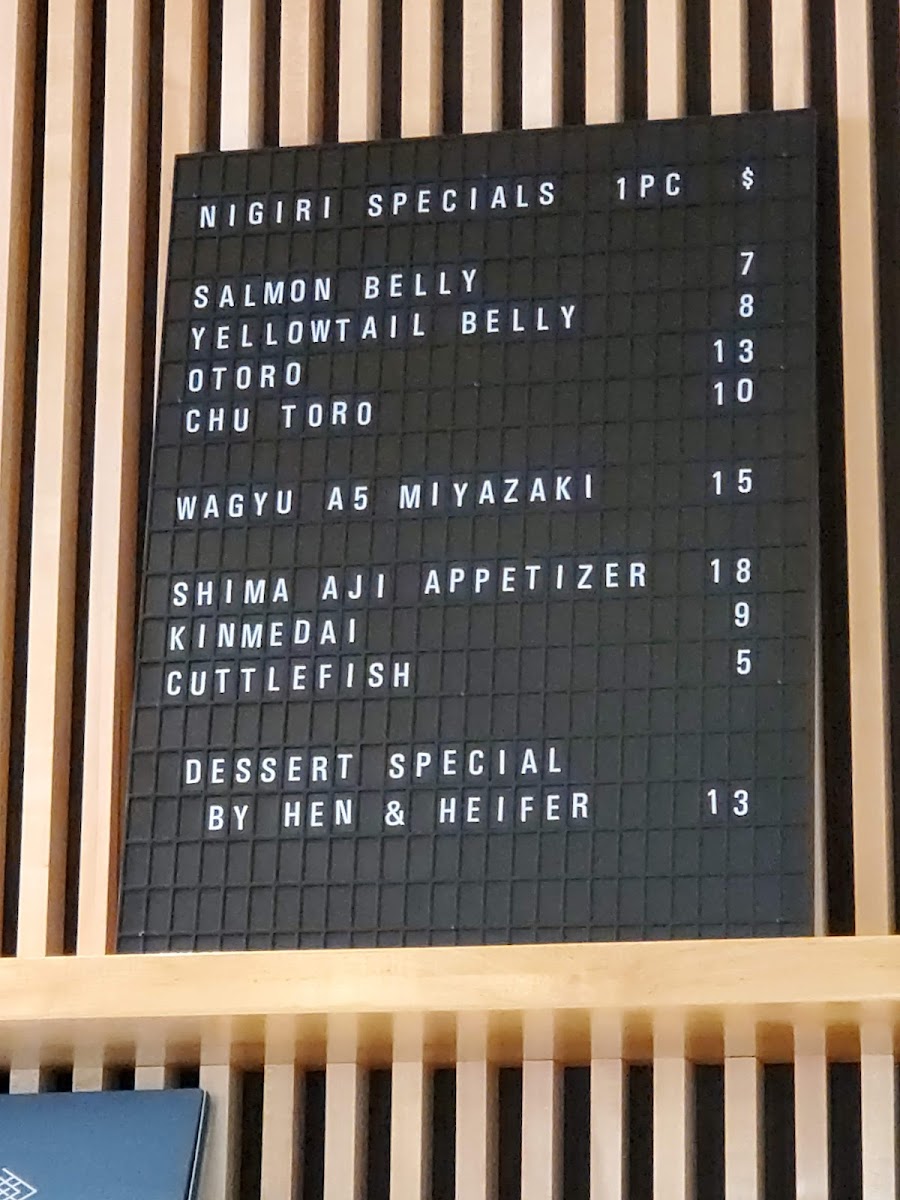 NIGIRI SPECIALS 1PC $
SALMON BELLY 7
YELLOWTAIL BELLY 8
OTORO 13
CHU TORO 10
WAGYU A5 MIYAZAKI 15
SHIMA AJI APPETIZER 18
KINMEDAI 9
CUTTLEFISH 5
DESSERT SPECIAL
BY HEN & HEIFER 13